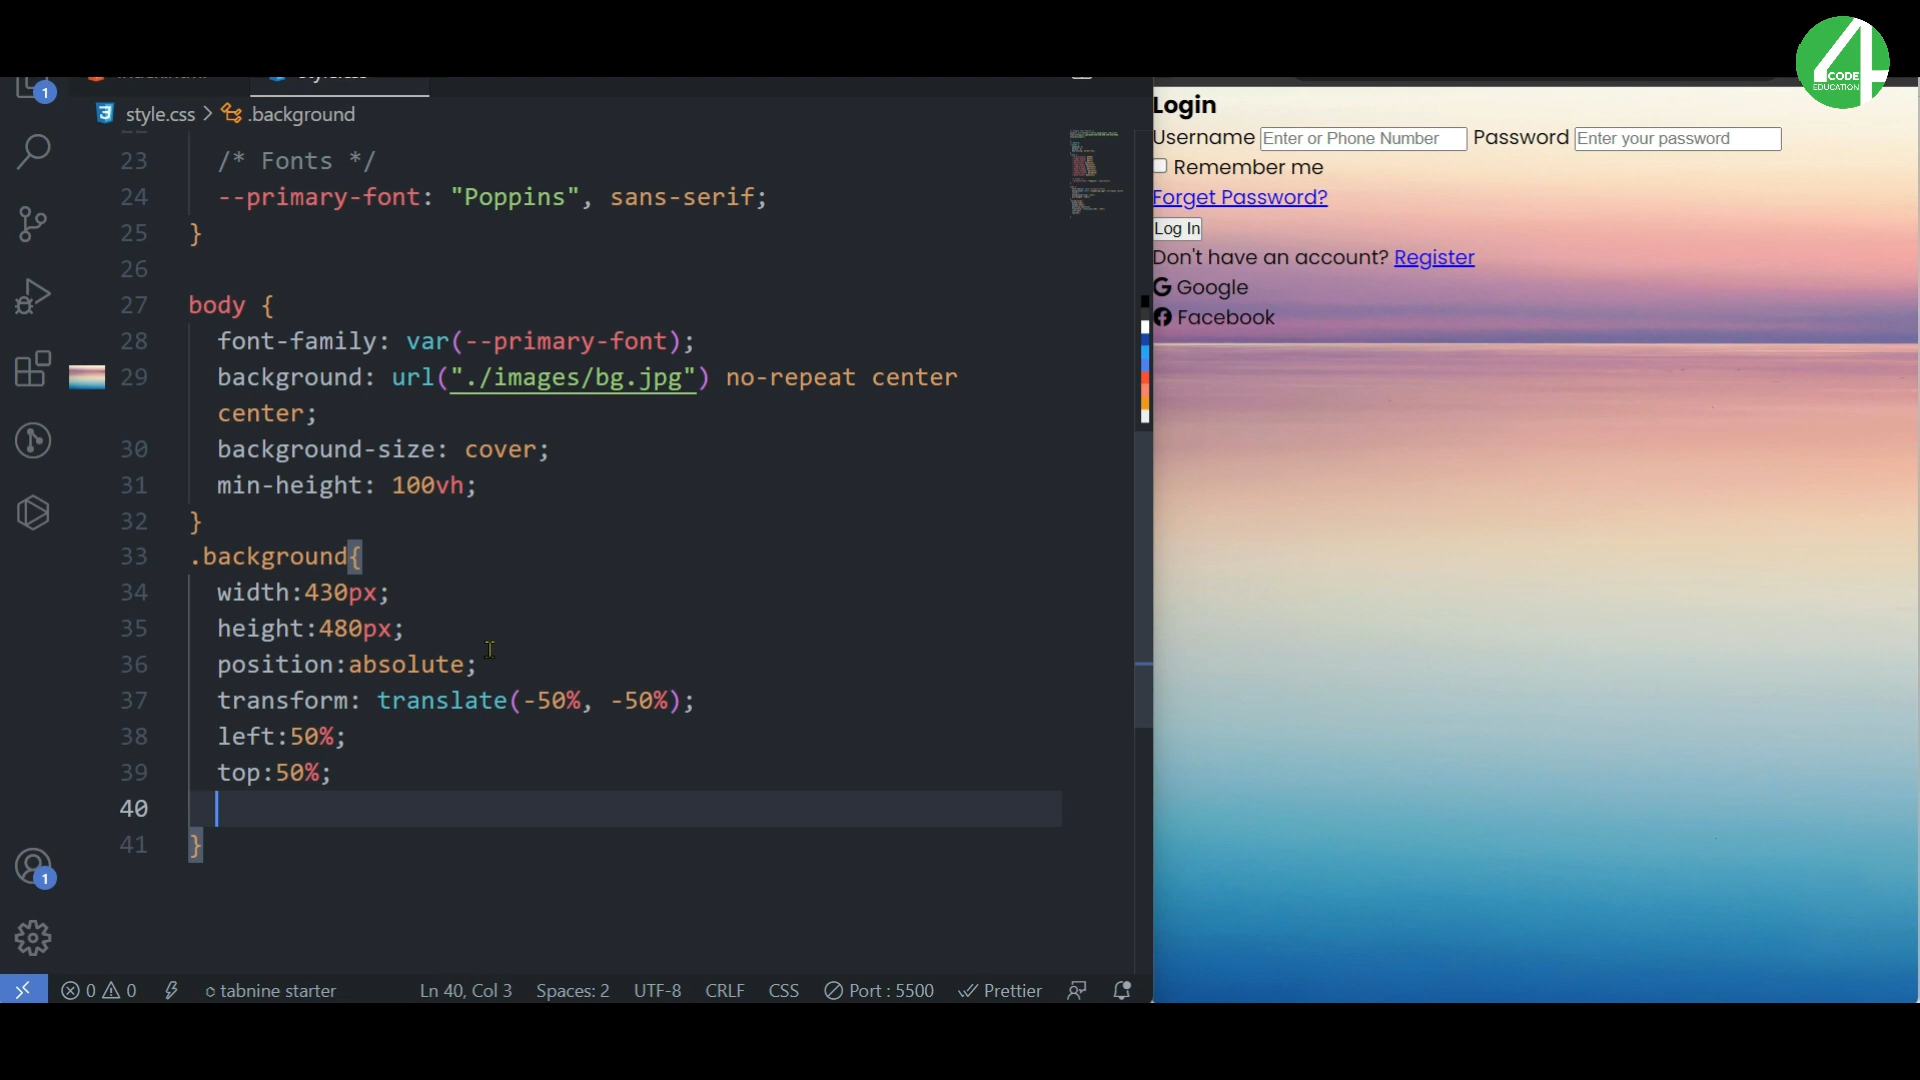 CODE
EDUCATION
style.css > .background
23 /* Fonts */
24 --primary-font: "Poppins", sans-serif;
25 }
26
27 body {
28 font-family: var(--primary-font);
29 background: url("./images/bg.jpg") no-repeat center
center;
30 background-size: cover;
31 min-height: 100vh;
32 }
33 .background{
34 width:430px;
35 height:480px;
36 position:absolute;
37 transform: translate(-50%, -50%);
38 left:50%;
39 top:50%;
40
41 }
1
1
0 0 tabnine starter Ln 40, Col 3 Spaces: 2 UTF-8 CRLF CSS Port : 5500 Prettier
Login
Username Enter or Phone Number Password Enter your password
Remember me
Forget Password?
Log In
Don't have an account? Register
Google
Facebook